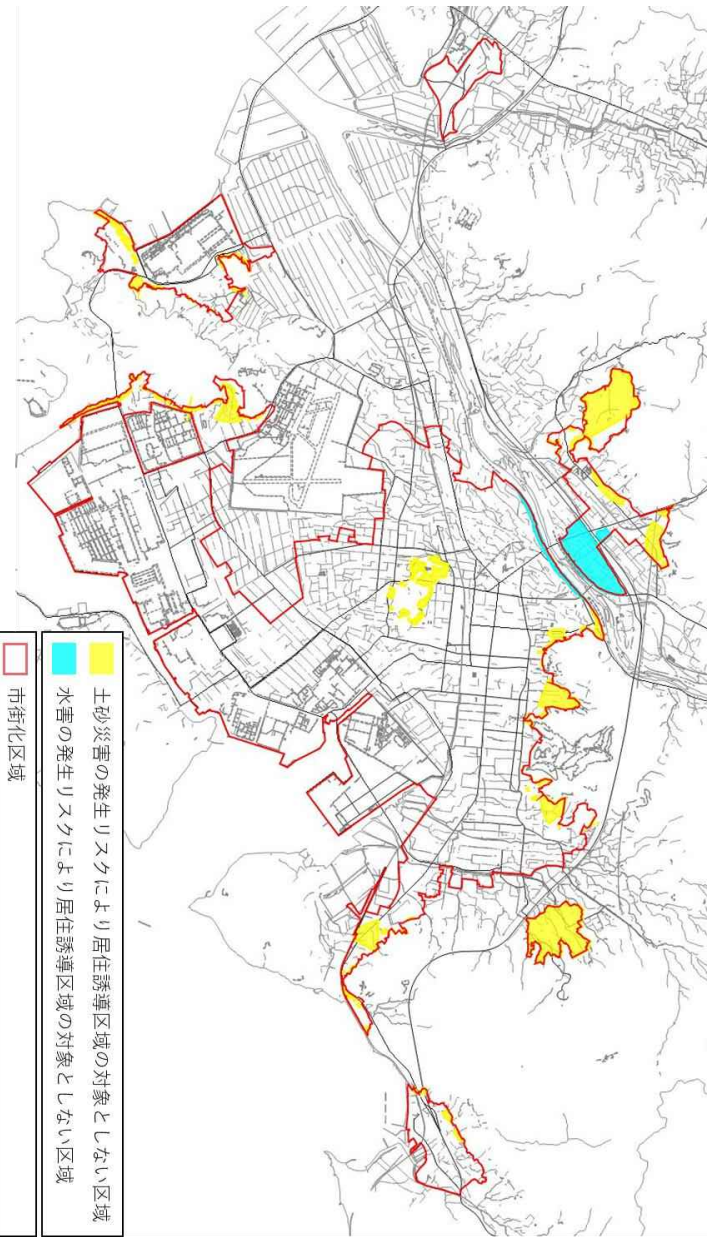 土砂災害の発生リスクにより居住誘導区域の対象としない区域
水害の発生リスクにより居住誘導区域の対象としない区域
市街化区域